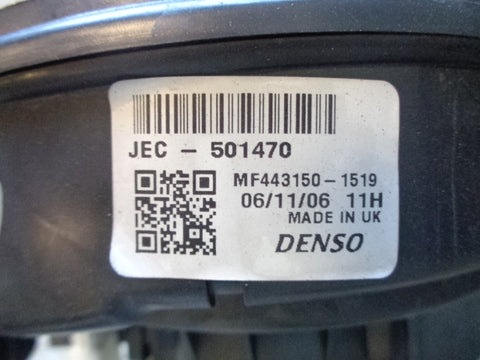 JEC - 501470
MF443150-1519
06/11/06 11H
MADE IN UK
DENSO